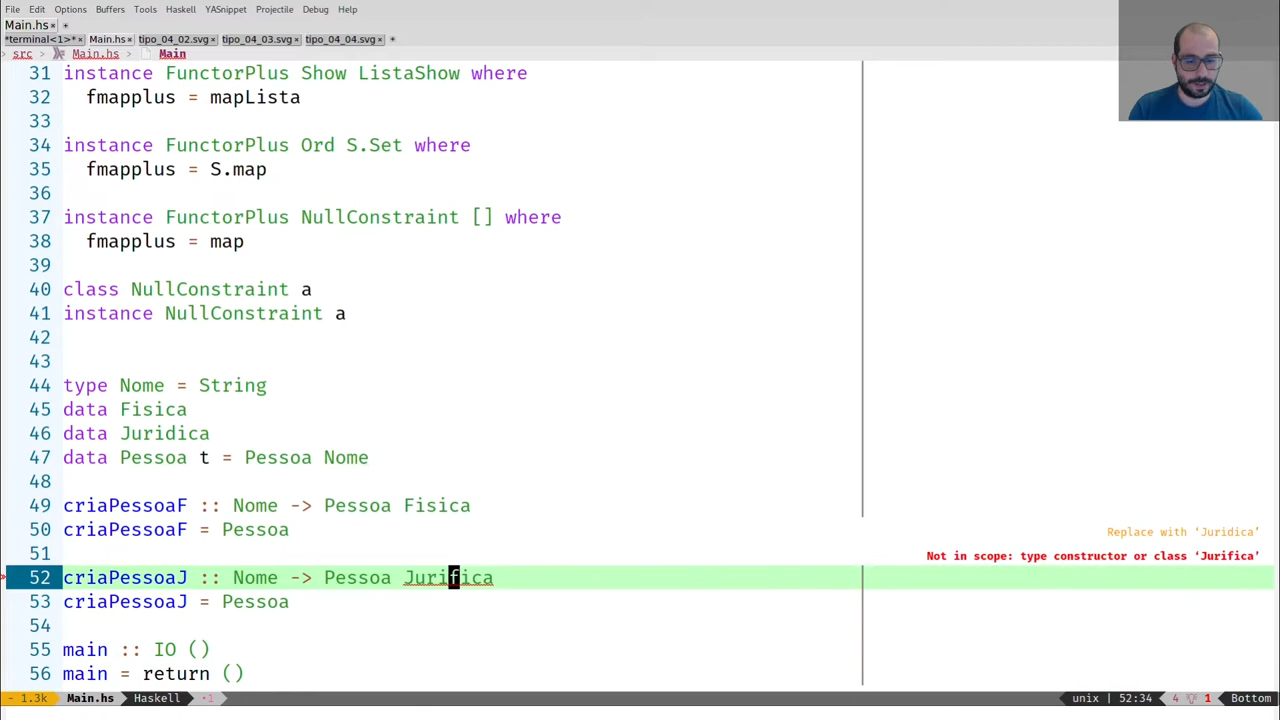 File Edit Options Buffers Tools Haskell YASnippet Projectile Debug Help
Main.hs
*terminal<1>* Main.hs tipo_04_02.svg tipo_04_03.svg tipo_04_04.svg
src Main.hs Main
31 instance FunctorPlus Show ListaShow where
32   fmapplus = mapLista
33
34 instance FunctorPlus Ord S.Set where
35   fmapplus = S.map
36
37 instance FunctorPlus NullConstraint [] where
38   fmapplus = map
39
40 class NullConstraint a
41 instance NullConstraint a
42
43
44 type Nome = String
45 data Fisica
46 data Juridica
47 data Pessoa t = Pessoa Nome
48
49 criaPessoaF :: Nome -> Pessoa Fisica
50 criaPessoaF = Pessoa
Replace with ‘Juridica’
51
Not in scope: type constructor or class ‘Jurifica’
52 criaPessoaJ :: Nome -> Pessoa Jurifica
53 criaPessoaJ = Pessoa
54
55 main :: IO ()
56 main = return ()
- 1.3k Main.hs Haskell •1 unix | 52:34 4 1 Bottom